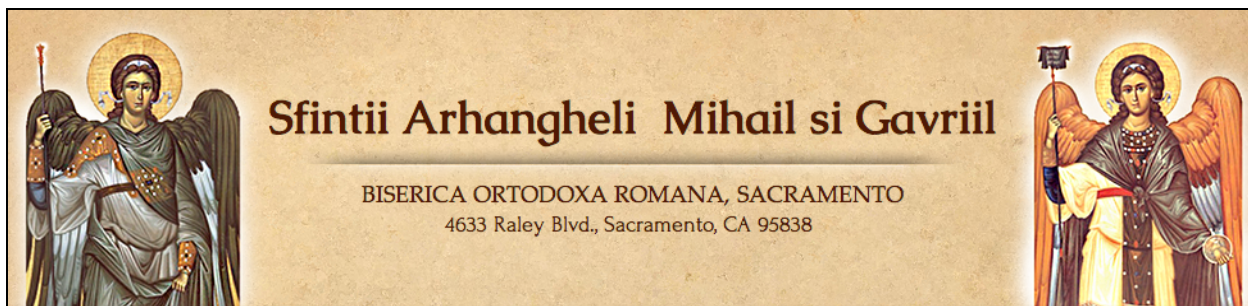 Sfintii Arhangheli Mihail si Gavriil
BISERICA ORTODOXA ROMANA, SACRAMENTO
4633 Raley Blvd., Sacramento, CA 95838